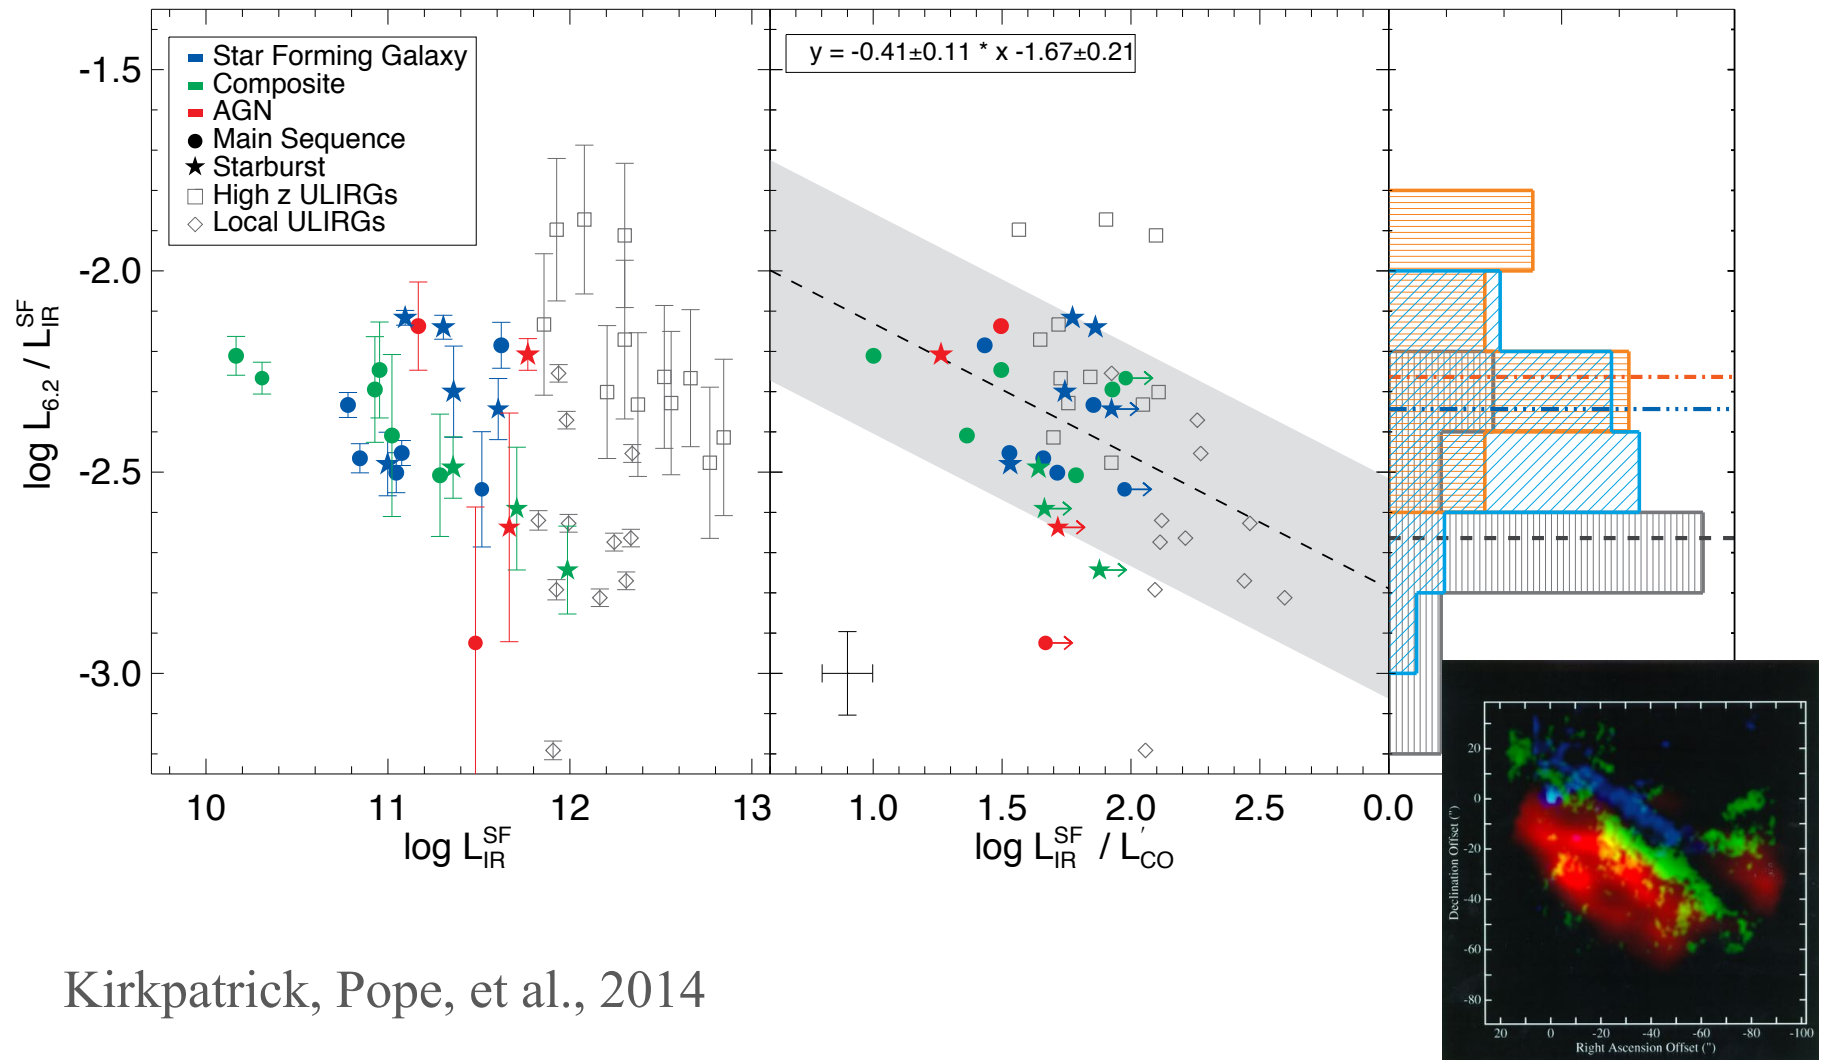 Star Forming Galaxy
Composite
AGN
Main Sequence
Starburst
High z ULIRGs
Local ULIRGs
y = -0.41±0.11 * x -1.67±0.21
-1.5
-2.0
-2.5
-3.0
log L6.2 / LIRSF
10 11 12 13
log LIRSF
1.0 1.5 2.0 2.5
log LIRSF / L'CO
0.0
20
0
-20
-40
-60
-80
Declination Offset (")
20 0 -20 -40 -60 -80 -100
Right Ascension Offset (")
Kirkpatrick, Pope, et al., 2014